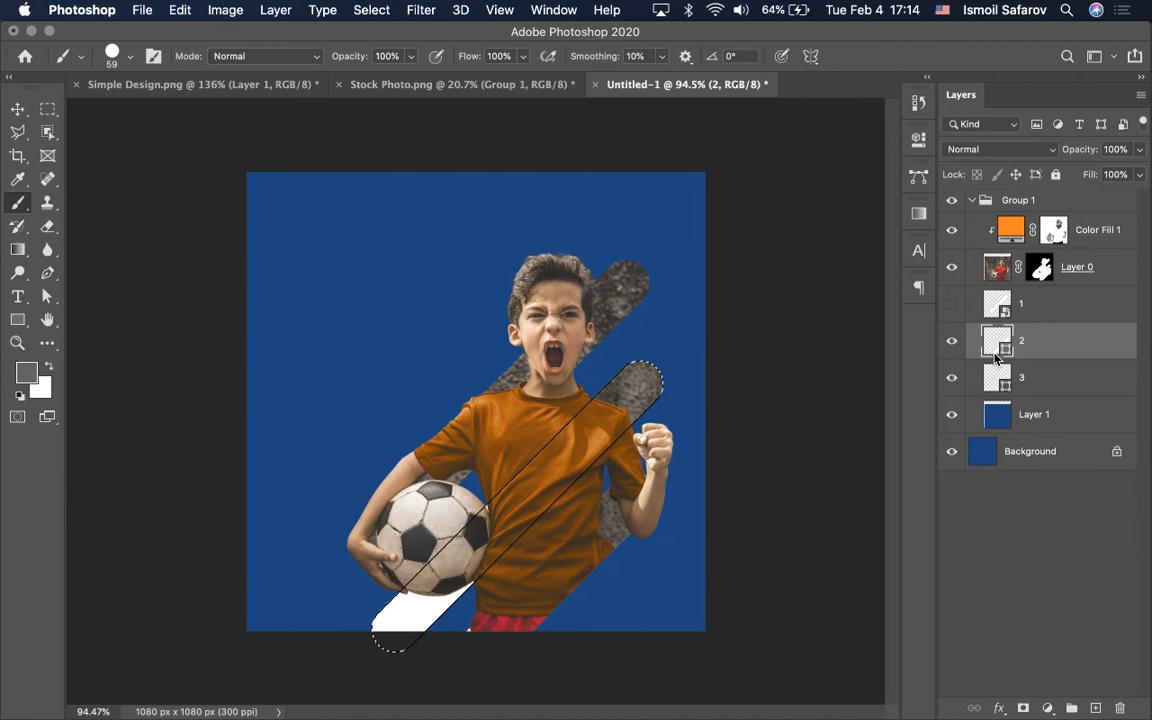 Photoshop File Edit Image Layer Type Select Filter 3D View Window Help 64% Tue Feb 4 17:14 Ismoil Safarov
Adobe Photoshop 2020
59 Mode: Normal Opacity: 100% Flow: 100% Smoothing: 10% 0°
Simple Design.png @ 136% (Layer 1, RGB/8) * Stock Photo.png @ 20.7% (Group 1, RGB/8) * Untitled-1 @ 94.5% (2, RGB/8) *
Layers
Kind
Normal Opacity: 100%
Lock: Fill: 100%
Group 1
Color Fill 1
Layer 0
1
2
3
Layer 1
Background
94.47% 1080 px x 1080 px (300 ppi)